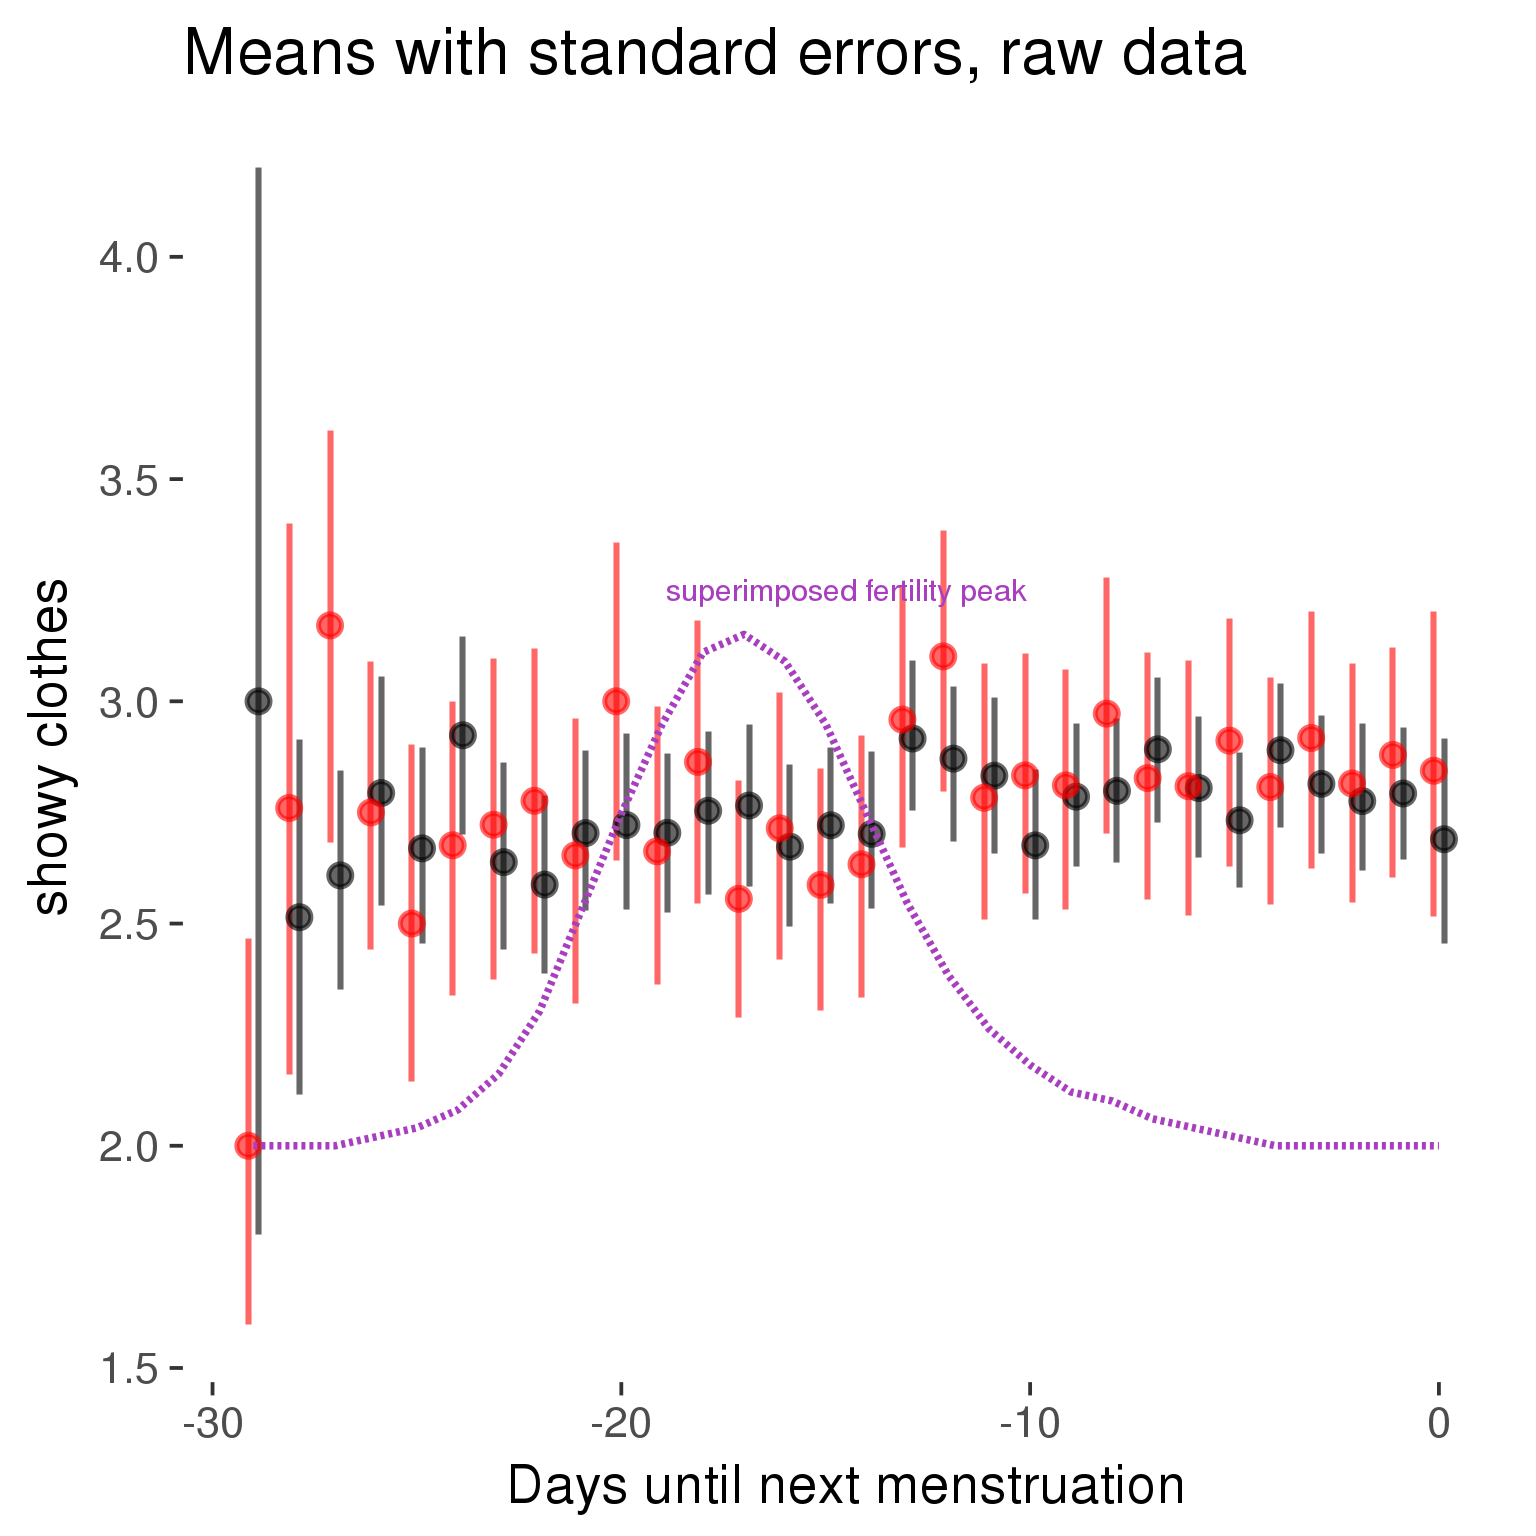 Means with standard errors, raw data
4.0
3.5
3.0
2.5
2.0
1.5
showy clothes
superimposed fertility peak
-30
-20
-10
0
Days until next menstruation